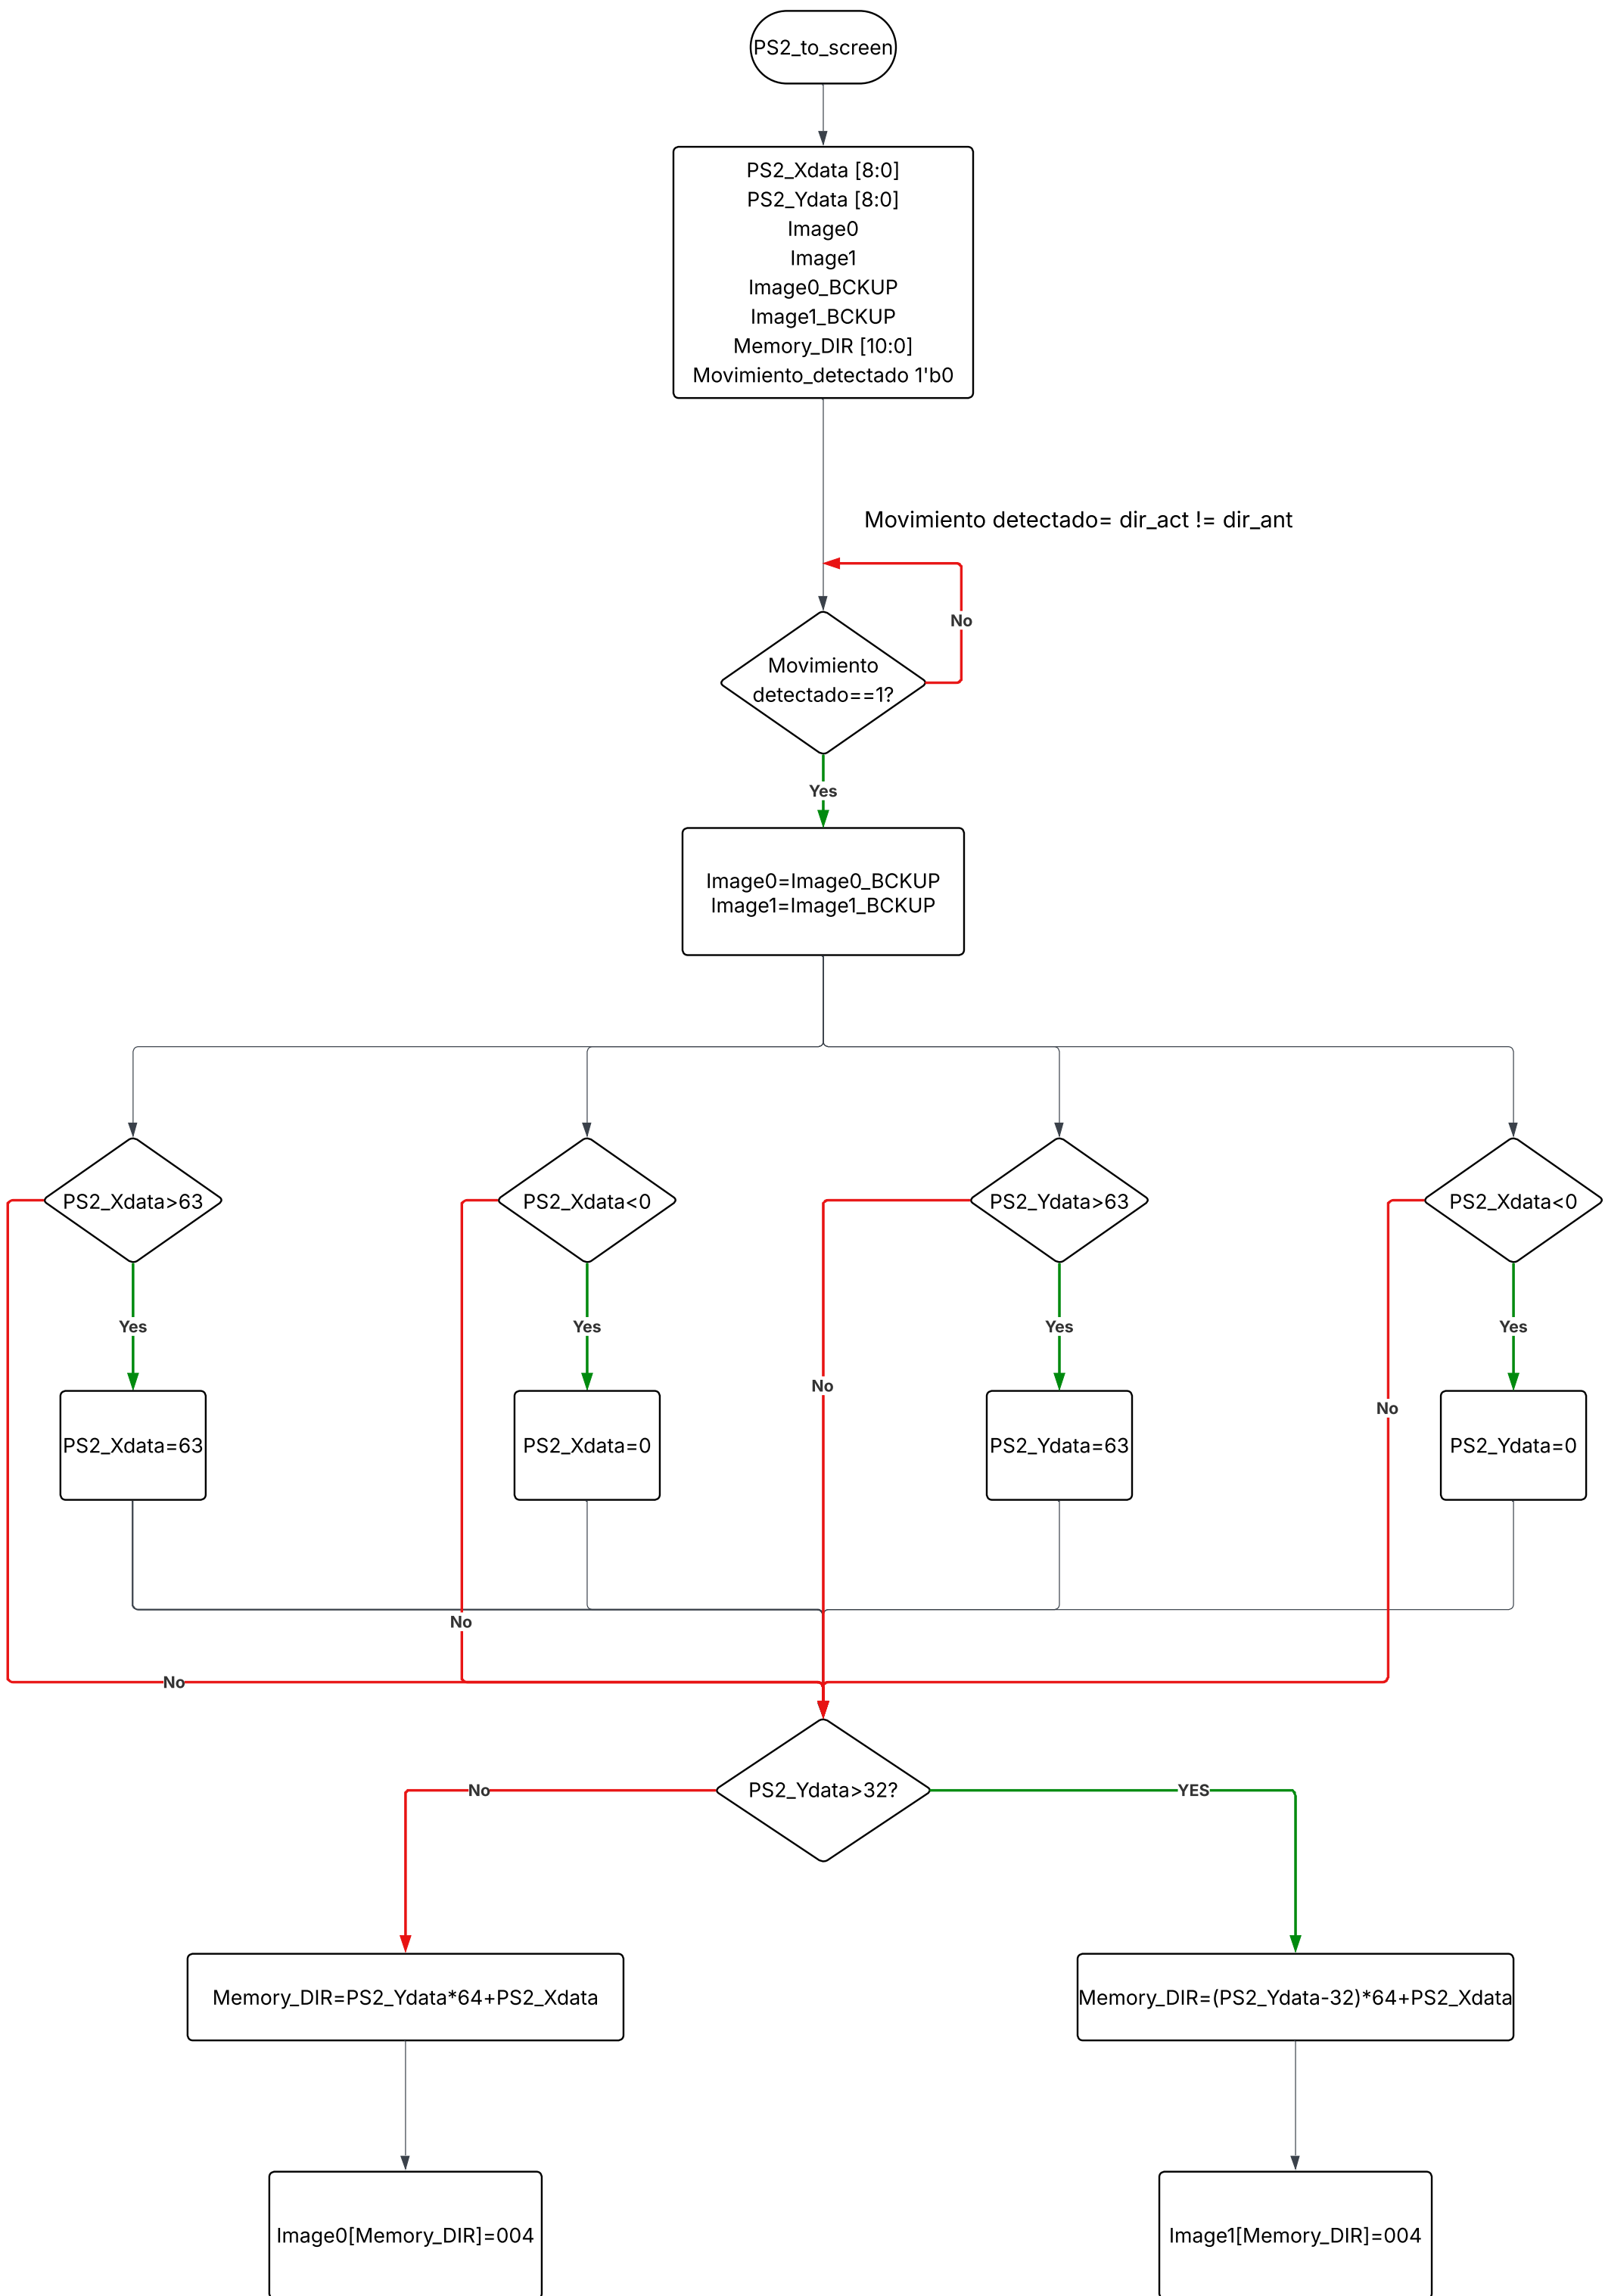 PS2_to_screen
PS2_Xdata [8:0]
PS2_Ydata [8:0]
Image0
Image1
Image0_BCKUP
Image1_BCKUP
Memory_DIR [10:0]
Movimiento_detectado 1'b0
Movimiento detectado= dir_act != dir_ant
No
Movimiento
detectado==1?
Yes
Image0=Image0_BCKUP
Image1=Image1_BCKUP
PS2_Xdata>63
PS2_Xdata<0
PS2_Ydata>63
PS2_Xdata<0
Yes
Yes
Yes
Yes
No
No
PS2_Xdata=63
PS2_Xdata=0
PS2_Ydata=63
PS2_Ydata=0
No
No
PS2_Ydata>32?
No
YES
Memory_DIR=PS2_Ydata*64+PS2_Xdata
Memory_DIR=(PS2_Ydata-32)*64+PS2_Xdata
Image0[Memory_DIR]=004
Image1[Memory_DIR]=004